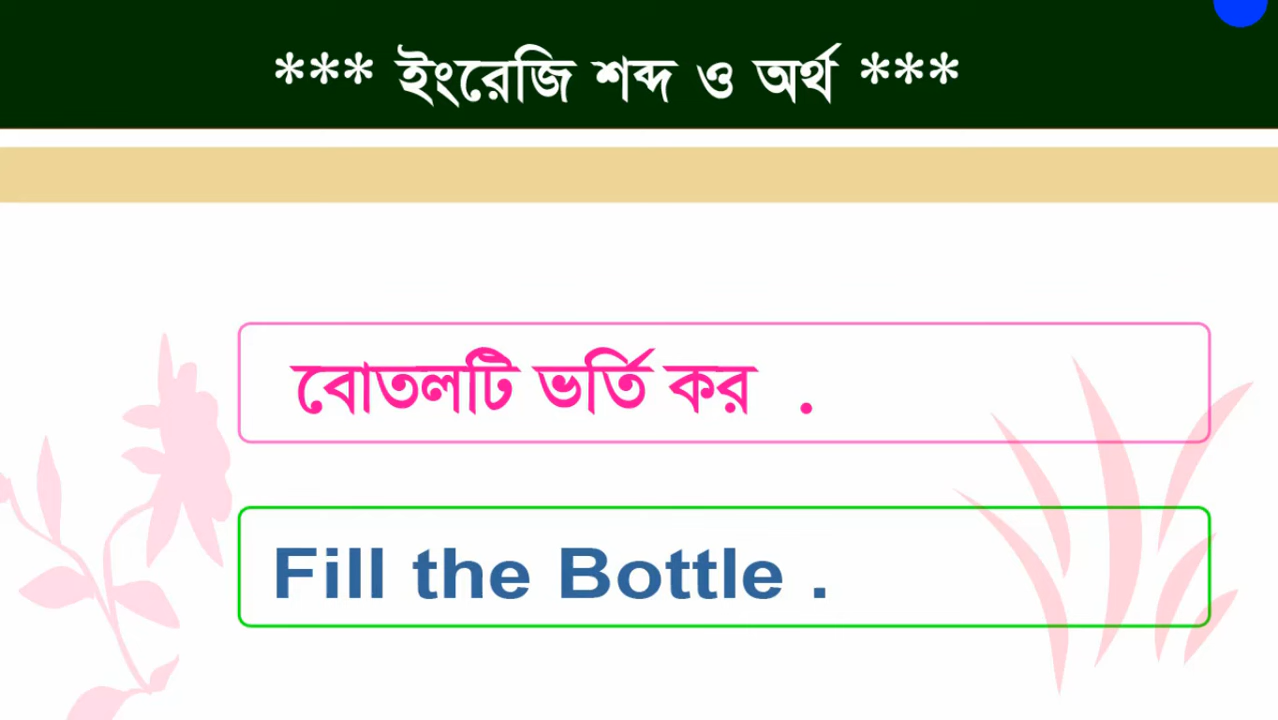 *** ইংরেজি শব্দ ও অর্থ ***
বোতলটি ভর্তি কর .
Fill the Bottle .